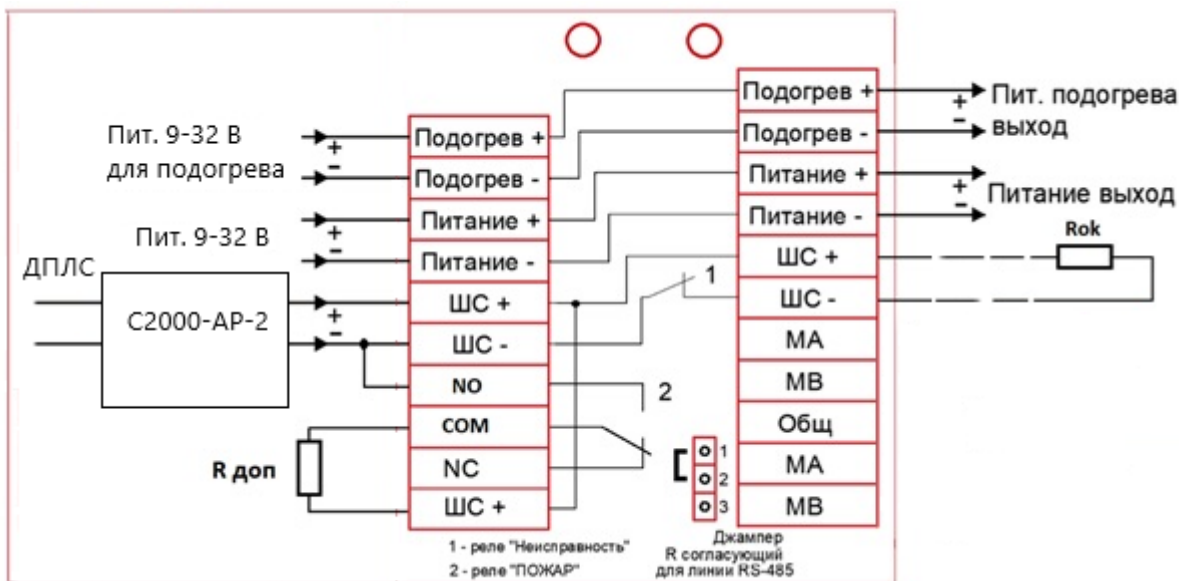 Пит. 9-32 В
для подогрева
Пит. 9-32 В
ДПЛС
С2000-АР-2
R доп
+
-
+
-
+
-
Подогрев +
Подогрев -
Питание +
Питание -
ШС +
ШС -
NO
COM
NC
ШС +
1
2
1
2
3
1 - реле "Неисправность"
2 - реле "ПОЖАР"
Джампер
R согласующий
для линии RS-485
Подогрев +
Подогрев -
Питание +
Питание -
ШС +
ШС -
МА
МВ
Общ
МА
МВ
+
-
Пит. подогрева
выход
+
-
Питание выход
Rok